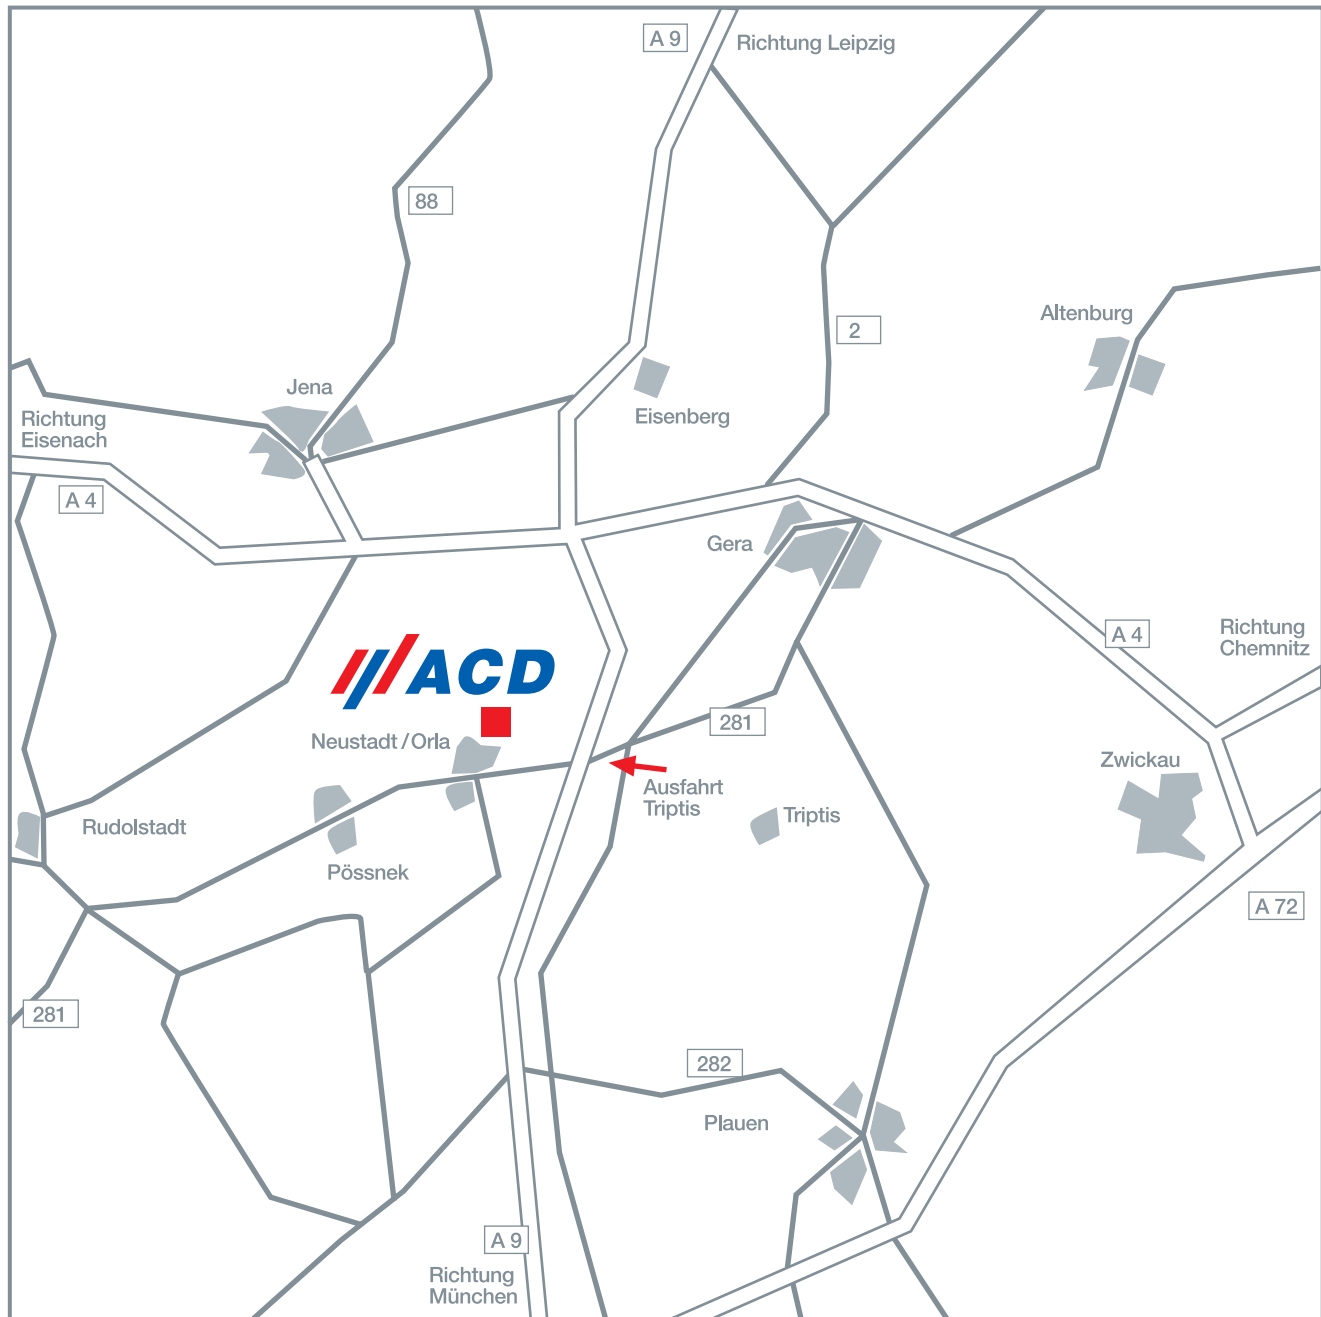 A 9
Richtung Leipzig
88
2
Altenburg
Jena
Richtung
Eisenach
Eisenberg
A 4
Gera
A 4
Richtung
Chemnitz
ACD
281
Neustadt / Orla
Zwickau
Ausfahrt
Triptis
Triptis
Rudolstadt
Pössnek
A 72
281
282
Plauen
A 9
Richtung
München